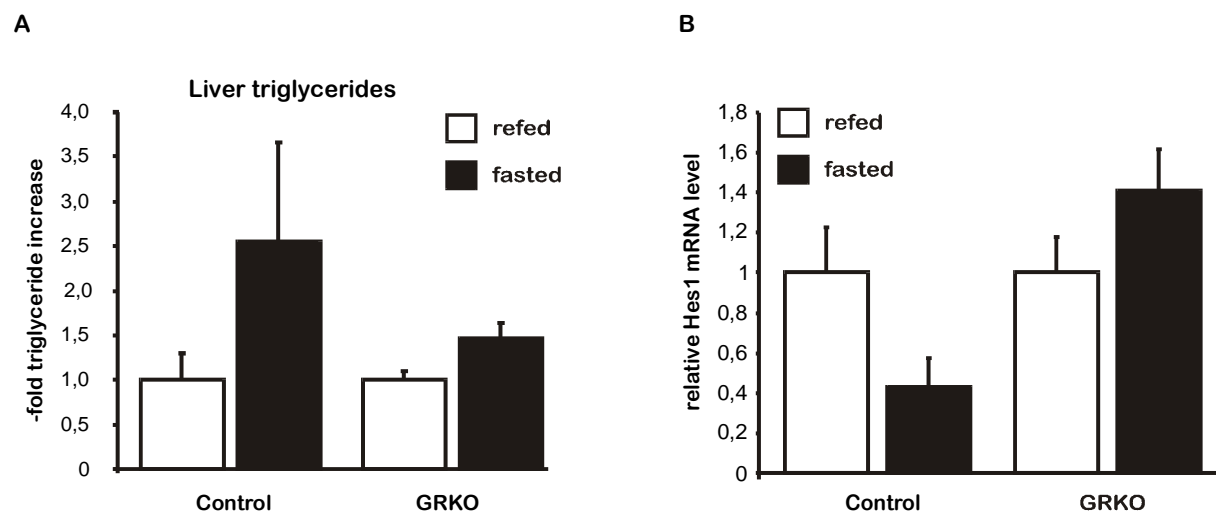 A
Liver triglycerides
-fold triglyceride increase
4,0
3,5
3,0
2,5
2,0
1,5
1,0
0,5
0
refed
fasted
Control
GRKO
B
relative Hes1 mRNA level
1,8
1,6
1,4
1,2
1
0,8
0,6
0,4
0,2
0
refed
fasted
Control
GRKO